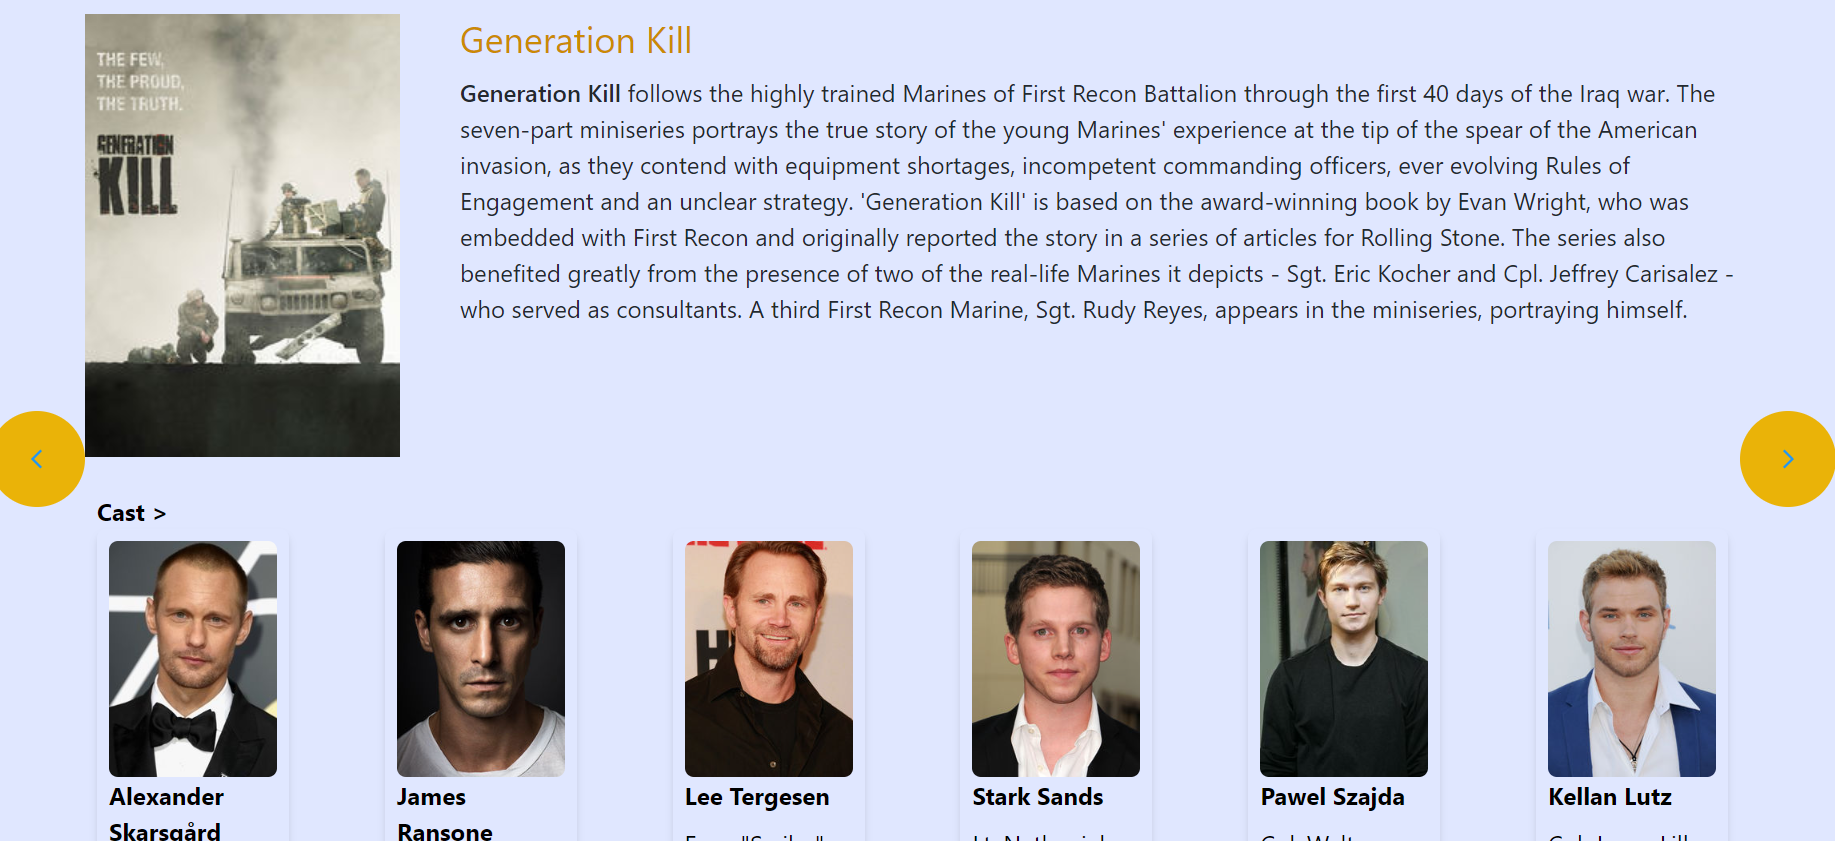 THE FEW,
THE PROUD,
THE TRUTH.
GENERATION
KILL
Generation Kill
Generation Kill follows the highly trained Marines of First Recon Battalion through the first 40 days of the Iraq war. The
seven-part miniseries portrays the true story of the young Marines' experience at the tip of the spear of the American
invasion, as they contend with equipment shortages, incompetent commanding officers, ever evolving Rules of
Engagement and an unclear strategy. 'Generation Kill' is based on the award-winning book by Evan Wright, who was
embedded with First Recon and originally reported the story in a series of articles for Rolling Stone. The series also
benefited greatly from the presence of two of the real-life Marines it depicts - Sgt. Eric Kocher and Cpl. Jeffrey Carisalez -
who served as consultants. A third First Recon Marine, Sgt. Rudy Reyes, appears in the miniseries, portraying himself.
Cast >
Alexander
Skarsgård
James
Ransone
Lee Tergesen
Stark Sands
Pawel Szajda
Kellan Lutz